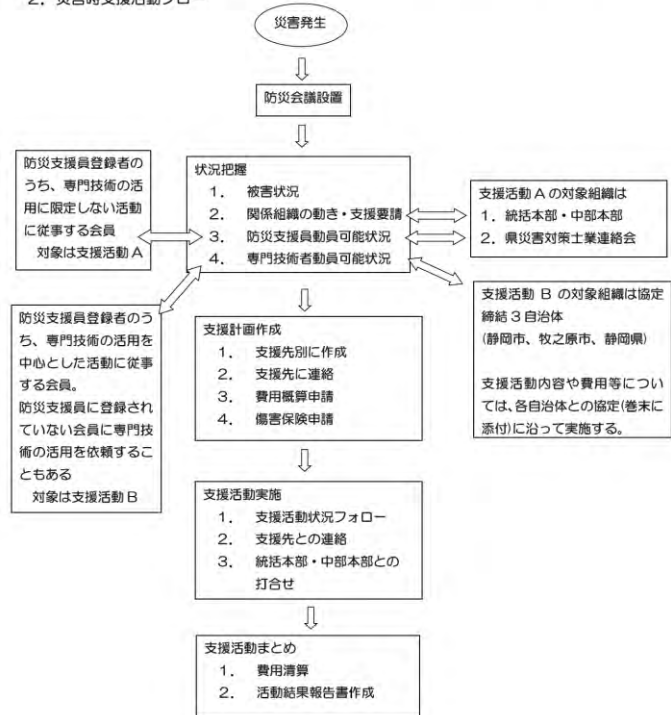 2．災害時支援活動フロー
災害発生
防災会議設置
防災支援員登録者の
うち、専門技術の活
用に限定しない活動
に従事する会員
対象は支援活動A
状況把握
1． 被害状況
2． 関係組織の動き・支援要請
3． 防災支援員動員可能状況
4． 専門技術者動員可能状況
支援活動Aの対象組織は
1．統括本部・中部本部
2．県災害対策士業連絡会
防災支援員登録者のう
ち、専門技術の活用を
中心とした活動に従事
する会員。
防災支援員に登録され
ていない会員に専門技
術の活用を依頼するこ
ともある
対象は支援活動B
支援計画作成
1． 支援先別に作成
2． 支援先に連絡
3． 費用概算申請
4． 傷害保険申請
支援活動 B の対象組織は協定
締結3自治体
(静岡市、牧之原市、静岡県)
支援活動内容や費用等につい
ては、各自治体との協定(巻末に
添付)に沿って実施する。
支援活動実施
1． 支援活動状況フォロー
2． 支援先との連絡
3． 統括本部・中部本部との
打合せ
支援活動まとめ
1． 費用清算
2． 活動結果報告書作成